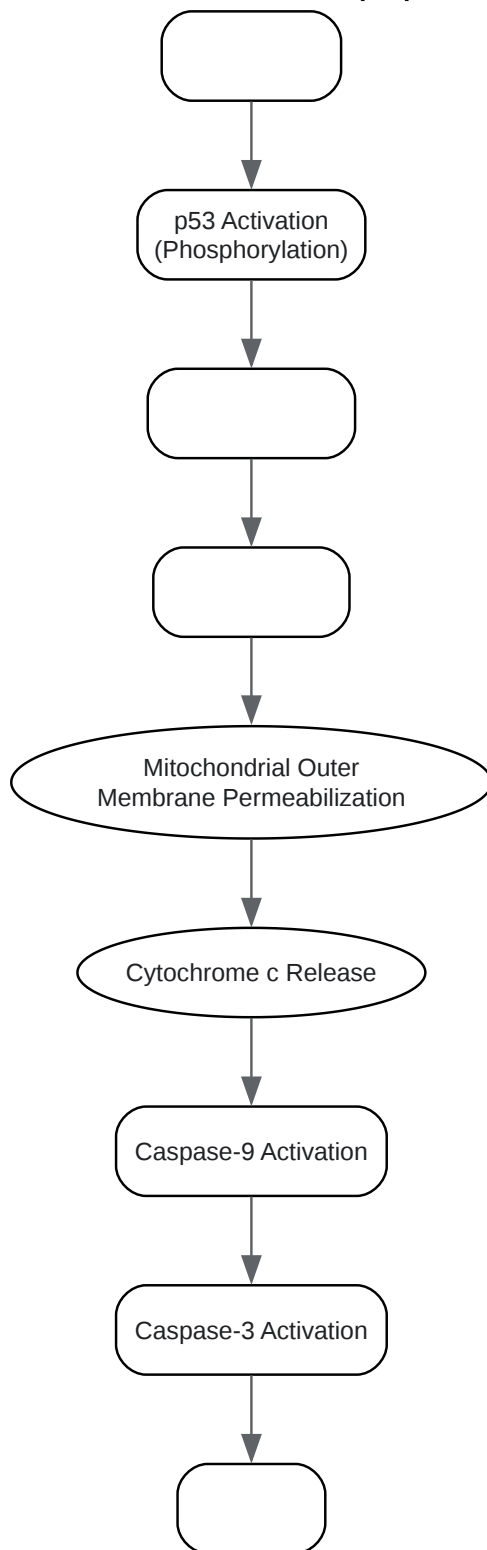 p53 Activation
(Phosphorylation)
Mitochondrial Outer
Membrane Permeabilization
Cytochrome c Release
Caspase-9 Activation
Caspase-3 Activation